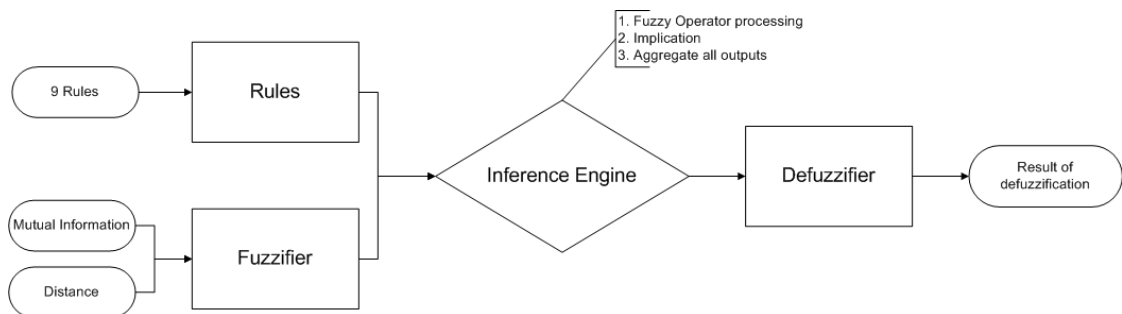 1. Fuzzy Operator processing
2. Implication
3. Aggregate all outputs
9 Rules
Rules
Inference Engine
Defuzzifier
Result of
defuzzification
Mutual Information
Fuzzifier
Distance